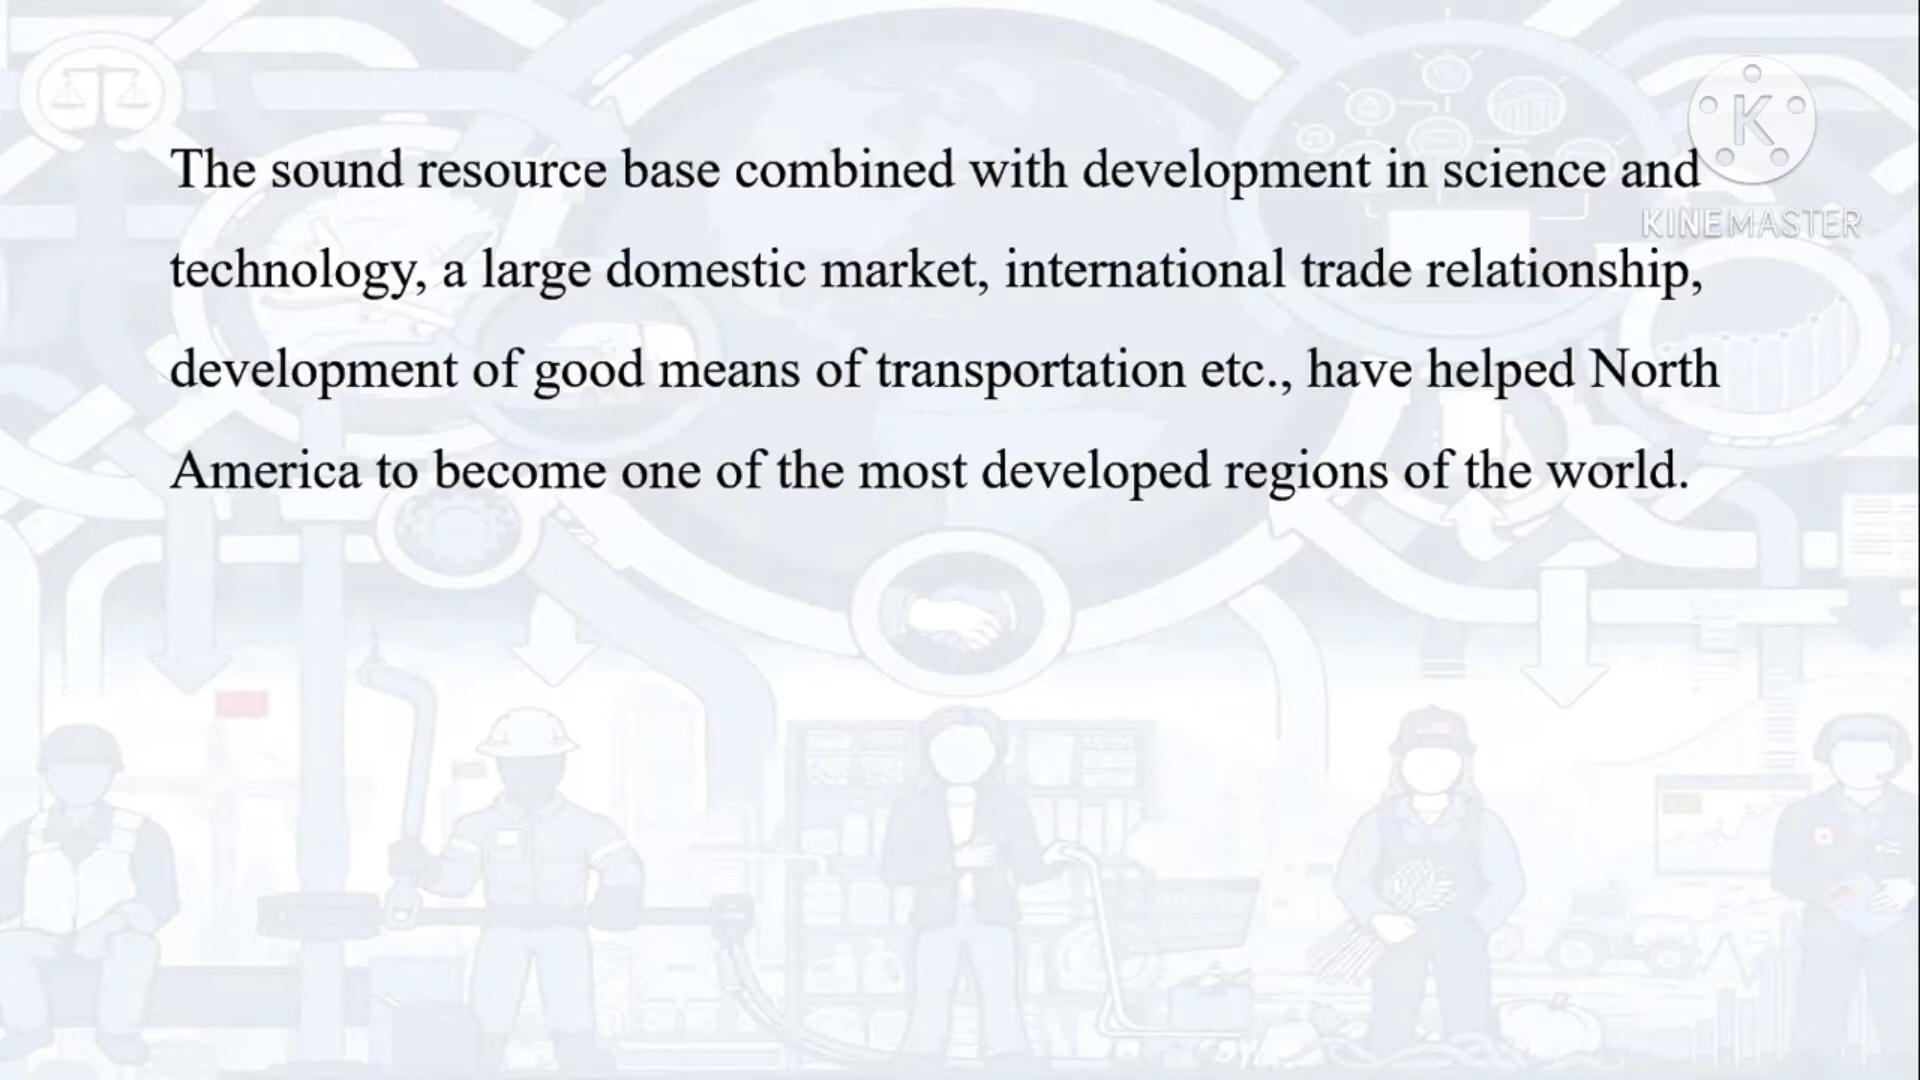 The sound resource base combined with development in science and
technology, a large domestic market, international trade relationship,
development of good means of transportation etc., have helped North
America to become one of the most developed regions of the world.
K
KINEMASTER